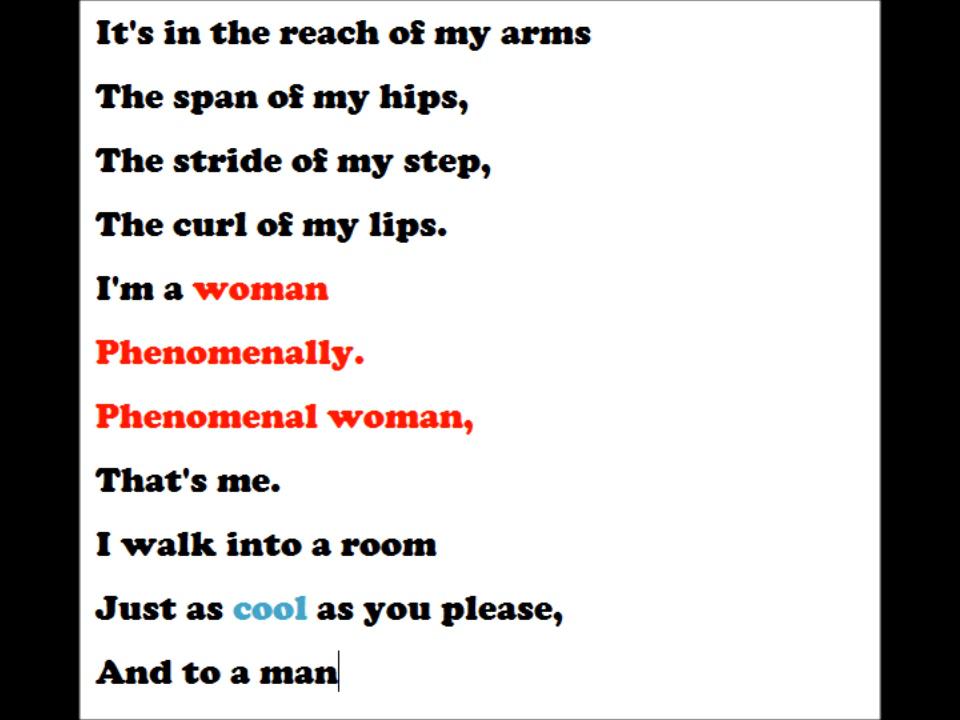 It's in the reach of my arms
The span of my hips,
The stride of my step,
The curl of my lips.
I'm a woman
Phenomenally.
Phenomenal woman,
That's me.
I walk into a room
Just as cool as you please,
And to a man